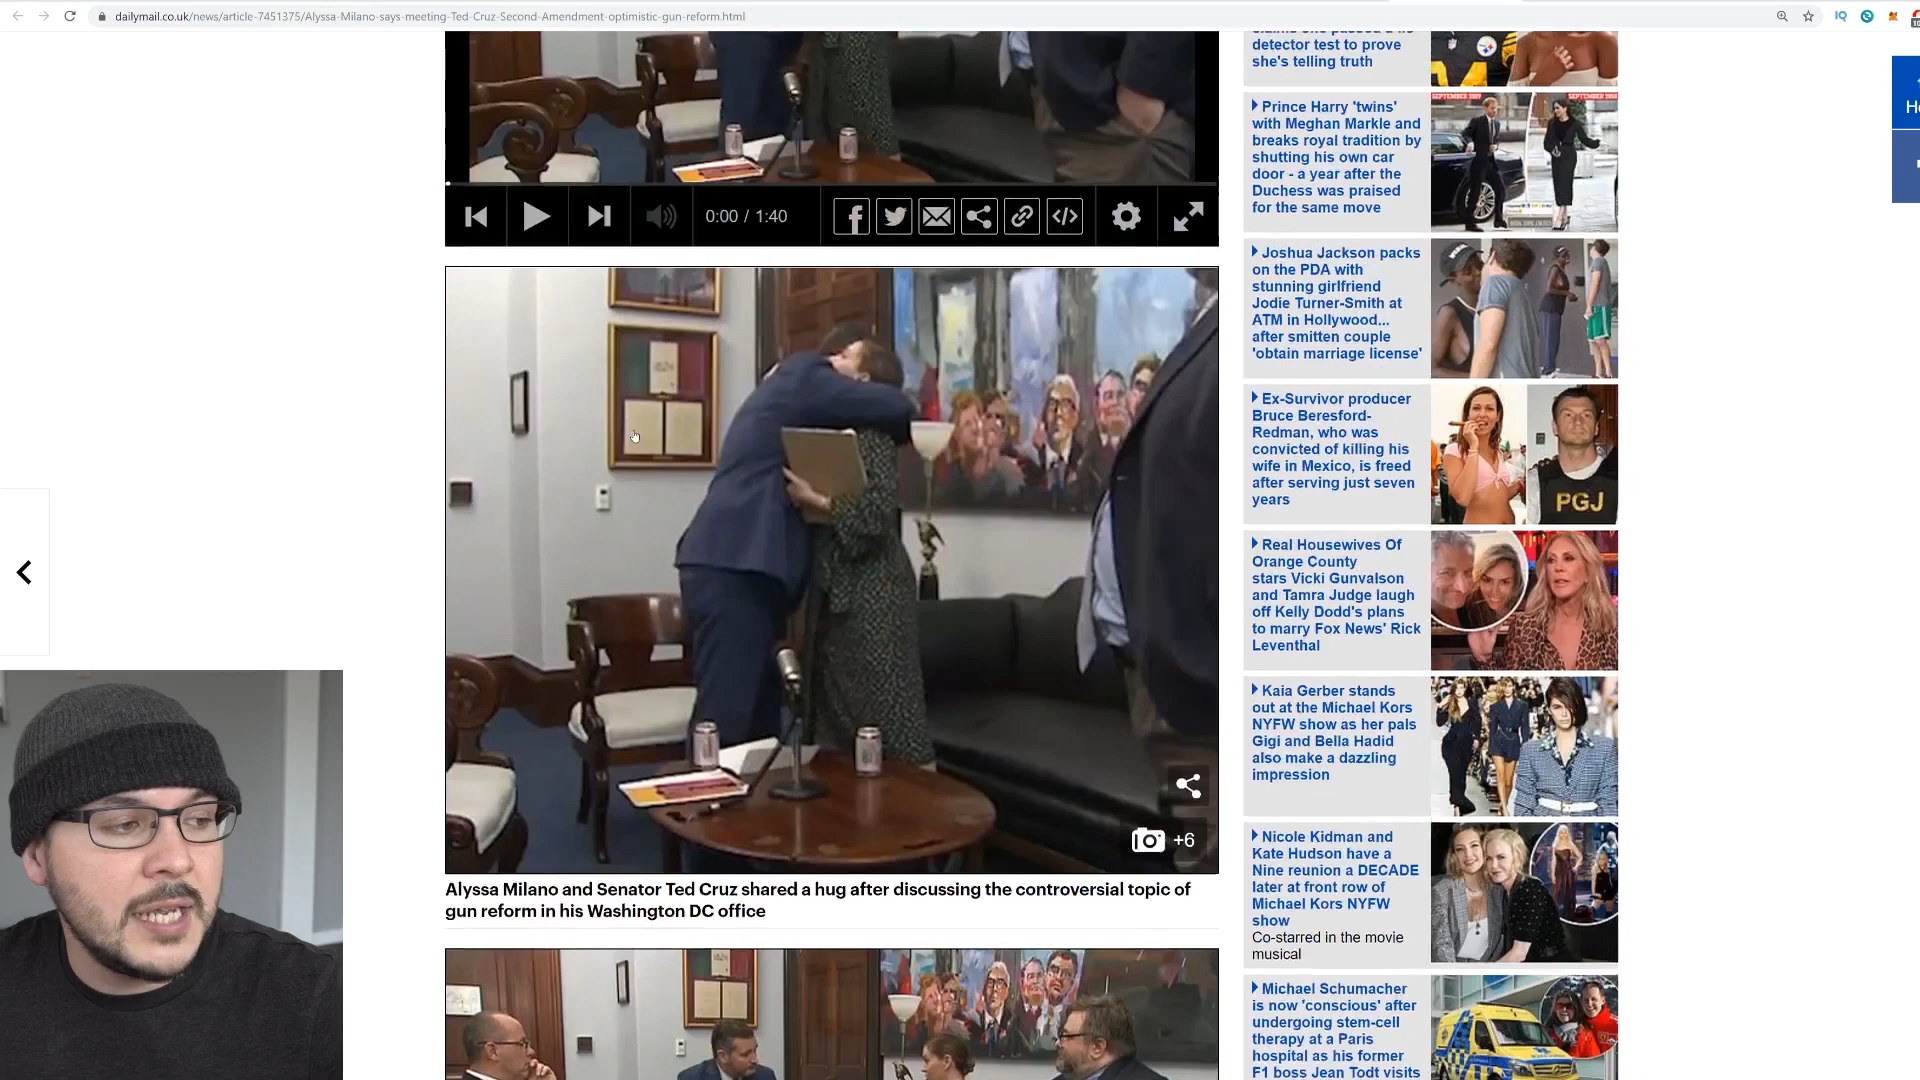 dailymail.co.uk/news/article-7451375/Alyssa-Milano-says-meeting-Ted-Cruz-Second-Amendment-optimistic-gun-reform.html
IQ
0:00 / 1:40
+6
Alyssa Milano and Senator Ted Cruz shared a hug after discussing the controversial topic of
gun reform in his Washington DC office
detector test to prove
she's telling truth
Prince Harry 'twins'
with Meghan Markle and
breaks royal tradition by
shutting his own car
door - a year after the
Duchess was praised
for the same move
SEPTEMBER 2019
SEPTEMBER 2018
Joshua Jackson packs
on the PDA with
stunning girlfriend
Jodie Turner-Smith at
ATM in Hollywood...
after smitten couple
'obtain marriage license'
Ex-Survivor producer
Bruce Beresford-
Redman, who was
convicted of killing his
wife in Mexico, is freed
after serving just seven
years
PGJ
Real Housewives Of
Orange County
stars Vicki Gunvalson
and Tamra Judge laugh
off Kelly Dodd's plans
to marry Fox News' Rick
Leventhal
Kaia Gerber stands
out at the Michael Kors
NYFW show as her pals
Gigi and Bella Hadid
also make a dazzling
impression
Nicole Kidman and
Kate Hudson have a
Nine reunion a DECADE
later at front row of
Michael Kors NYFW
show
Co-starred in the movie
musical
Michael Schumacher
is now 'conscious' after
undergoing stem-cell
therapy at a Paris
hospital as his former
F1 boss Jean Todt visits